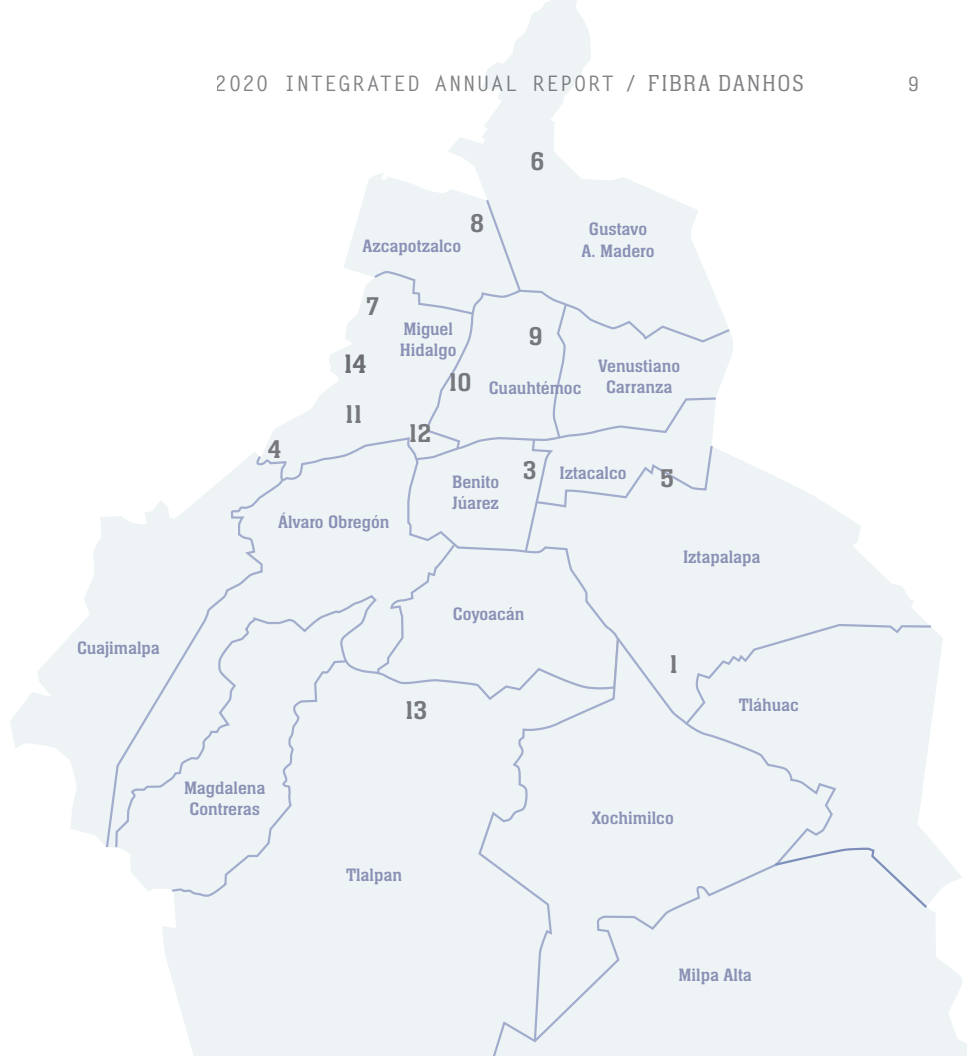 2020 INTEGRATED ANNUAL REPORT / FIBRA DANHOS 9
6
8
Gustavo
A. Madero
Azcapotzalco
7
Miguel
Hidalgo
9
14
Venustiano
Carranza
10
Cuauhtémoc
11
12
4
3
Iztacalco
5
Benito
Júarez
Álvaro Obregón
Iztapalapa
Coyoacán
Cuajimalpa
1
Tláhuac
13
Magdalena
Contreras
Xochimilco
Tlalpan
Milpa Alta